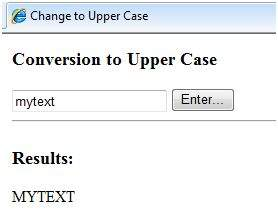 Change to Upper Case
Conversion to Upper Case
mytext Enter...
Results:
MYTEXT